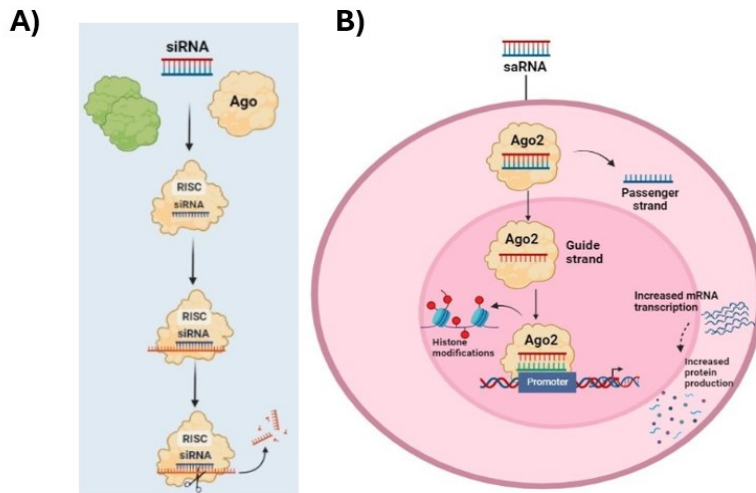 A)
siRNA
Ago
RISC
siRNA
RISC
siRNA
RISC
siRNA
B)
saRNA
Ago2
Passenger
strand
Ago2
Guide
strand
Increased mRNA
transcription
Histone
modifications
Ago2
Promoter
Increased
protein
production